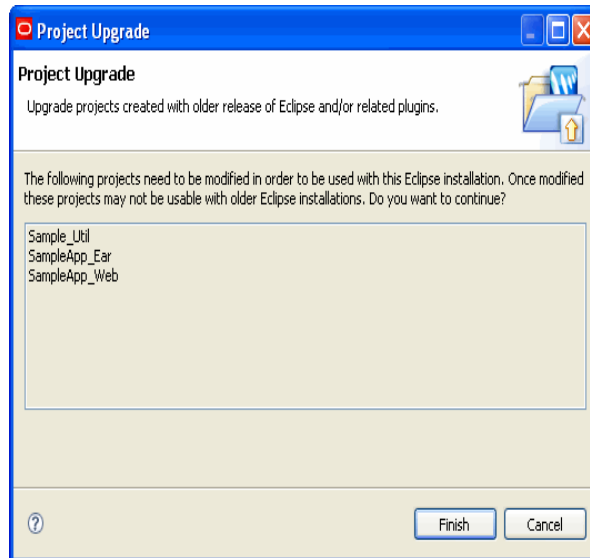 Project Upgrade
Project Upgrade
Upgrade projects created with older release of Eclipse and/or related plugins.
The following projects need to be modified in order to be used with this Eclipse installation. Once modified
these projects may not be usable with older Eclipse installations. Do you want to continue?
Sample_Util
SampleApp_Ear
SampleApp_Web
Finish
Cancel